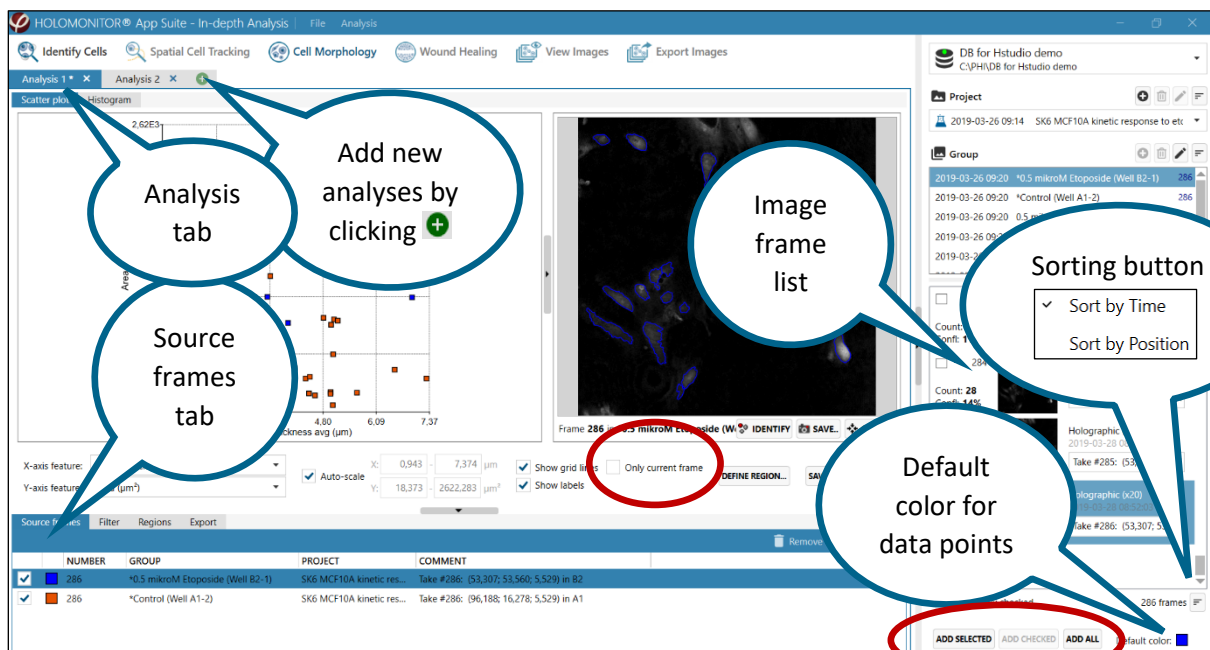 HOLOMONITOR® App Suite - In-depth Analysis File Analysis
Identify Cells Spatial Cell Tracking Cell Morphology Wound Healing View Images Export Images
Analysis 1* × Analysis 2 ×
Scatter plot Histogram
2,62E3
Area
4,80 6,09 7,37
avg (µm)
Analysis
tab
Add new
analyses by
clicking
Source
frames
tab
Image
frame
list
Sorting button
✓ Sort by Time
Sort by Position
Default
color for
data points
Frame 286 in 0.5 mikroM Etoposide IDENTIFY SAVE..
X-axis feature:
Y-axis feature: (µm²)
Auto-scale
X: 0,943 - 7,374 µm
Y: 18,373 - 2622,283 µm²
Show grid lines
Show labels
Only current frame
DEFINE REGION...
Source frames Filter Regions Export
Remove
NUMBER GROUP PROJECT COMMENT
286 *0.5 mikroM Etoposide (Well B2-1) SK6 MCF10A kinetic res... Take #286: (53,307; 53,560; 5,529) in B2
286 *Control (Well A1-2) SK6 MCF10A kinetic res... Take #286: (96,188; 16,278; 5,529) in A1
DB for Hstudio demo
C:\PHI\DB for Hstudio demo
Project
2019-03-26 09:14 SK6 MCF10A kinetic response to etc
Group
2019-03-26 09:20 *0.5 mikroM Etoposide (Well B2-1) 286
2019-03-26 09:20 *Control (Well A1-2) 286
2019-03-26 09:20
2019-03-26
Count:
284
Count: 28
Confl: 14%
Holographic
Take #285:
Holographic (x20)
Take #286: (53,307;
checked 286 frames
ADD SELECTED ADD CHECKED ADD ALL Default color: